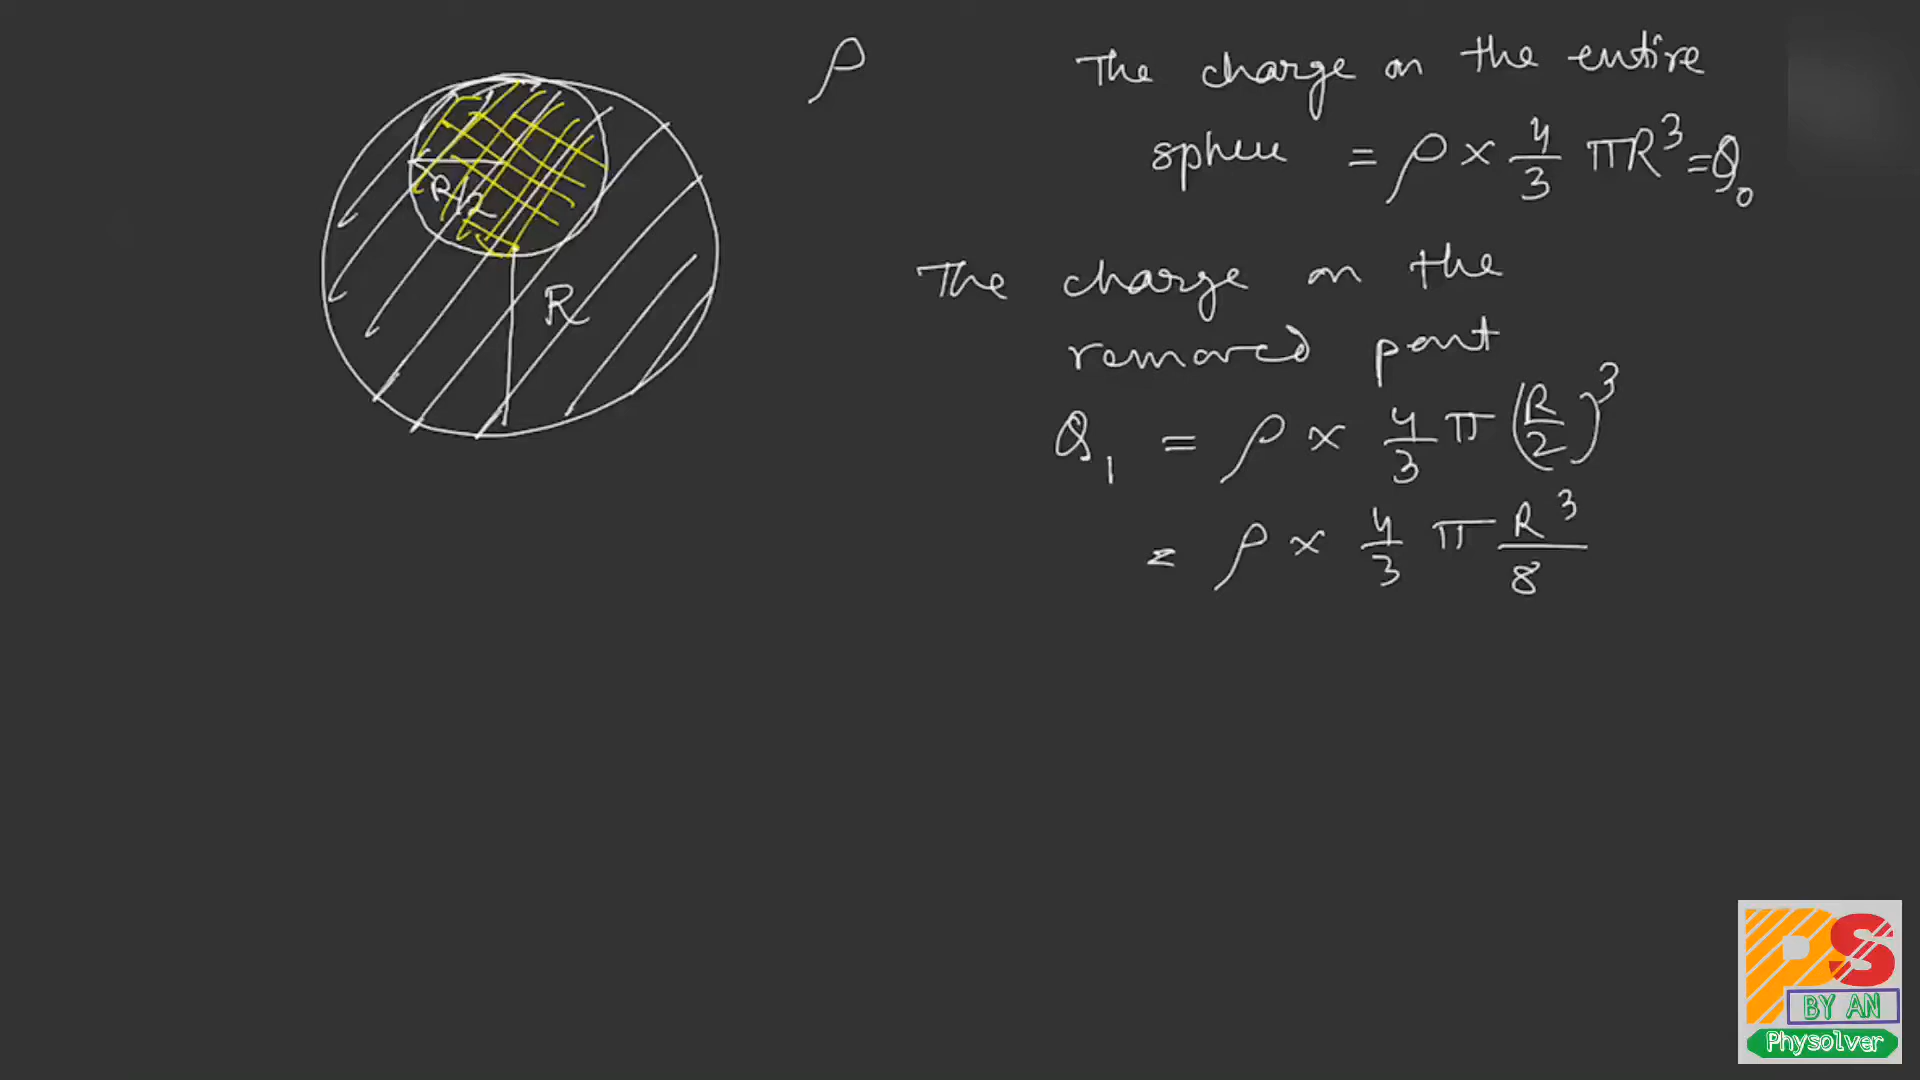 ρ
The charge on the entire
sphere = ρ × 4/3 πR³ = Q₀
R/2
R
The charge on the
removed part
Q₁ = ρ × 4/3 π (R/2)³
= ρ × 4/3 π R³/8
PS
BY AN
Physolver